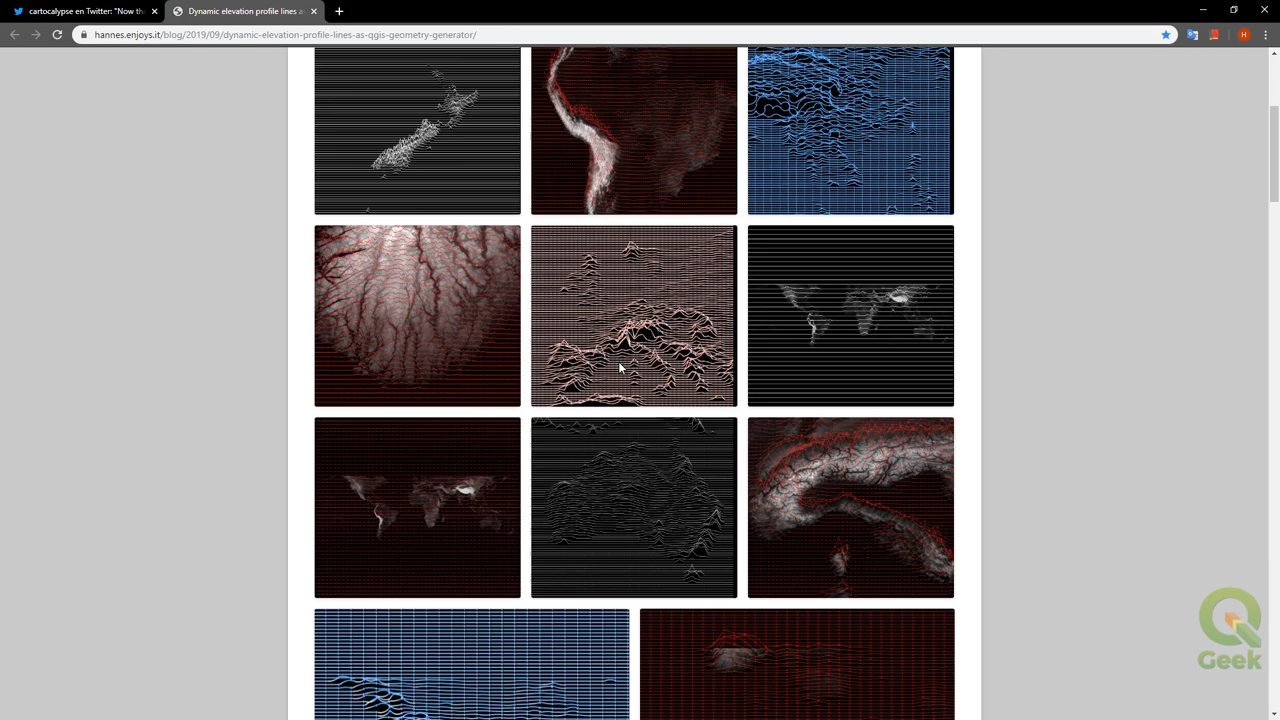 cartocalypse en Twitter: "Now th
Dynamic elevation profile lines a
hannes.enjoys.it/blog/2019/09/dynamic-elevation-profile-lines-as-qgis-geometry-generator/
H
Geek